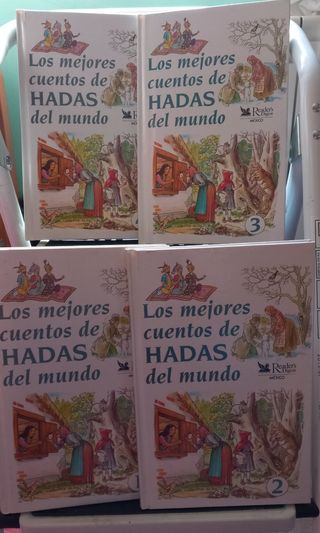 Los mejores
cuentos de
HADAS
del mundo
Los mejores
cuentos de
HADAS
del mundo
Reader's
Digest
MÉXICO
3
Los mejores
cuentos de
HADAS
del mundo
1
Los mejores
cuentos de
HADAS
del mundo
Reader's
Digest
MÉXICO
2